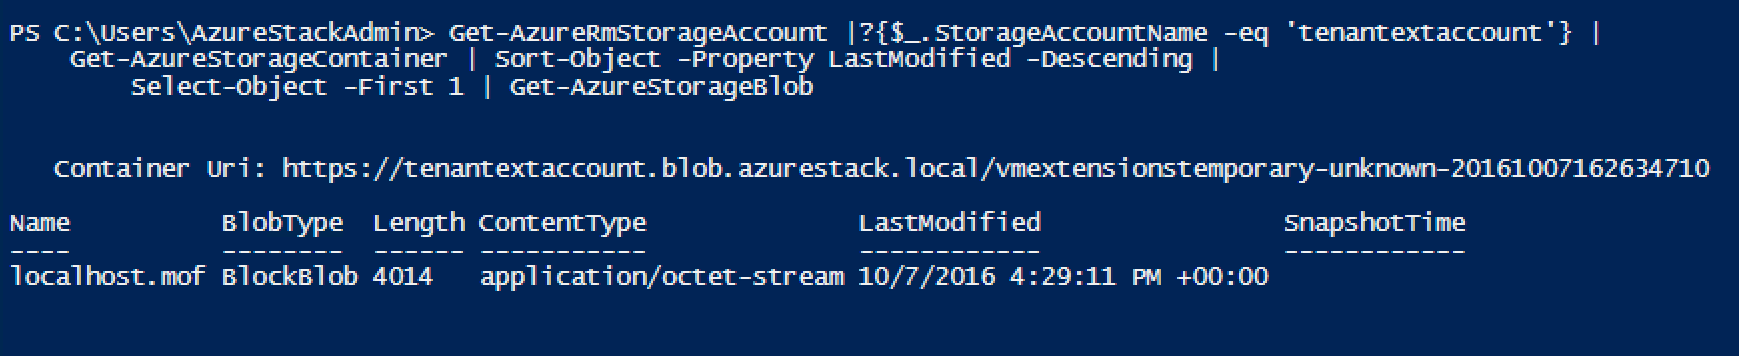 PS C:\Users\AzureStackAdmin> Get-AzureRmStorageAccount |?{$_.StorageAccountName -eq 'tenantextaccount'} |
    Get-AzureStorageContainer | Sort-Object -Property LastModified -Descending |
        Select-Object -First 1 | Get-AzureStorageBlob
   Container Uri: https://tenantextaccount.blob.azurestack.local/vmextensionstemporary-unknown-20161007162634710
Name          BlobType  Length ContentType              LastModified                SnapshotTime
----          --------  ------ -----------              ------------                ------------
localhost.mof BlockBlob 4014   application/octet-stream 10/7/2016 4:29:11 PM +00:00